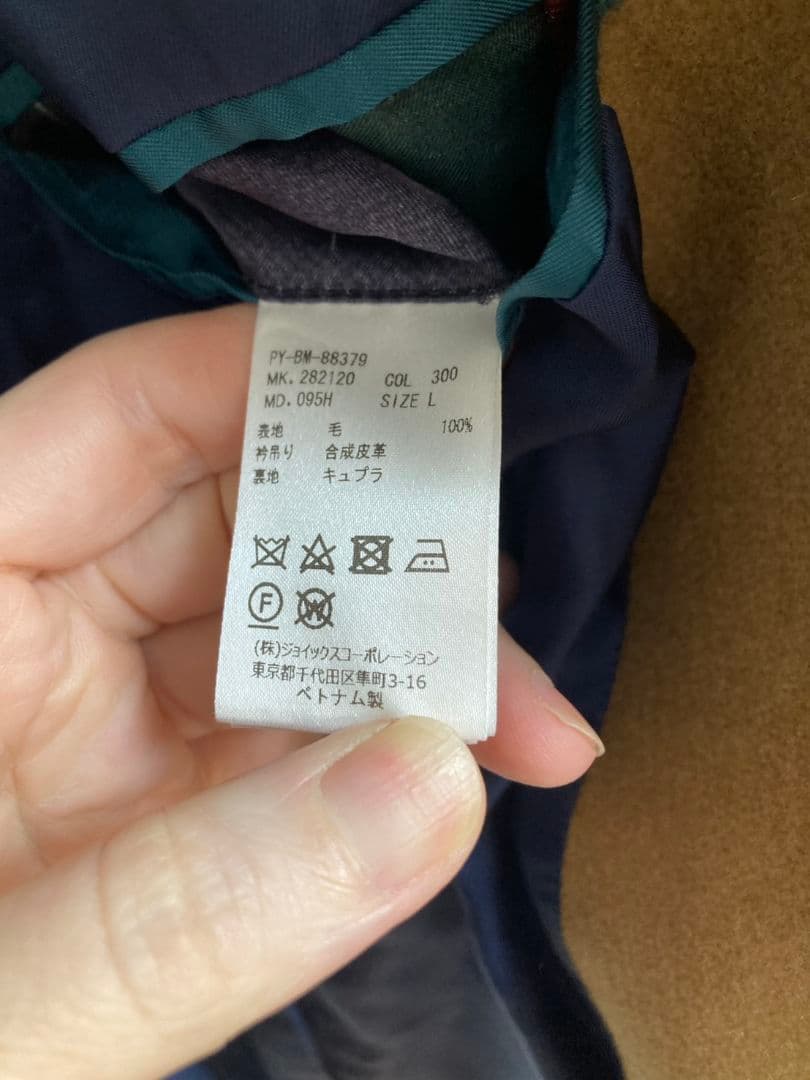 PY-BM-88379
MK. 282120 COL 300
MD. 095H SIZE L
表地 毛 100%
衿吊り 合成皮革
裏地 キュプラ
F
W
(株)ジョイックスコーポレーション
東京都千代田区隼町3-16
ベトナム製